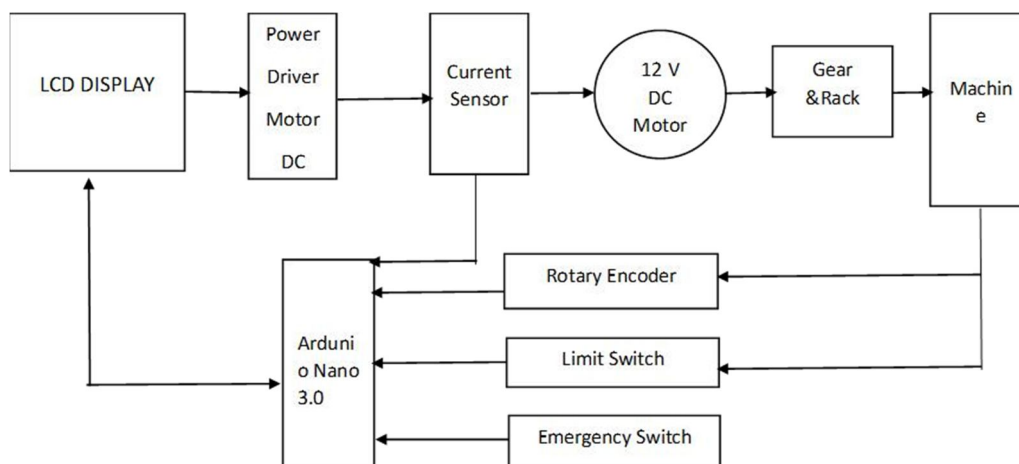 LCD DISPLAY
Power
Driver
Motor
DC
Current
Sensor
12 V
DC
Motor
Gear
&Rack
Machin
e
Rotary Encoder
Arduni
o Nano
3.0
Limit Switch
Emergency Switch